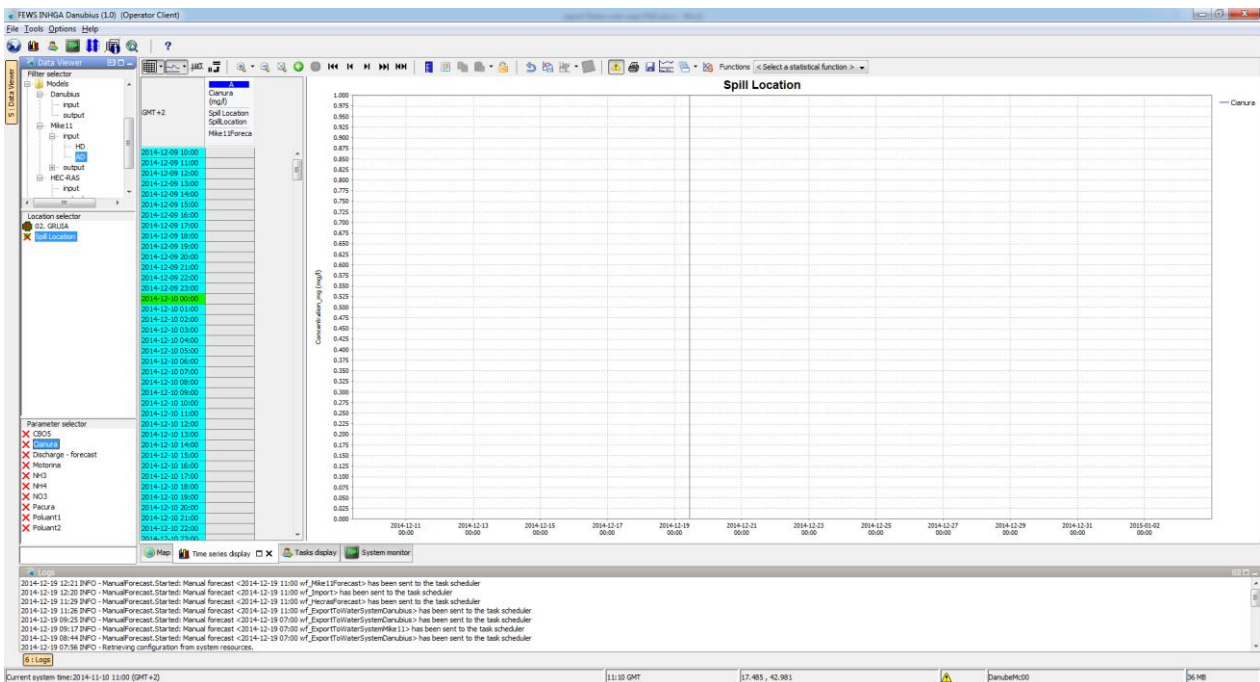 FEWS INHGA Danubius (1.0) (Operator Client)
File Tools Options Help
?
5 : Data Viewer
Data Viewer
Filter selector
Models
Danubius
input
output
Mike11
input
HD
AD
output
HEC-RAS
input
Location selector
02. GRUIA
Spill Location
Parameter selector
CBO5
Cianura
Discharge - forecast
Motorina
NH3
NH4
NO3
Pacura
Poluant1
Poluant2
Functions < Select a statistical function >
GMT+2
A
Cianura
(mg/l)
Spill Location
SpillLocation
Mike11Foreca
2014-12-09 10:00
2014-12-09 11:00
2014-12-09 12:00
2014-12-09 13:00
2014-12-09 14:00
2014-12-09 15:00
2014-12-09 16:00
2014-12-09 17:00
2014-12-09 18:00
2014-12-09 19:00
2014-12-09 20:00
2014-12-09 21:00
2014-12-09 22:00
2014-12-09 23:00
2014-12-10 00:00
2014-12-10 01:00
2014-12-10 02:00
2014-12-10 03:00
2014-12-10 04:00
2014-12-10 05:00
2014-12-10 06:00
2014-12-10 07:00
2014-12-10 08:00
2014-12-10 09:00
2014-12-10 10:00
2014-12-10 11:00
2014-12-10 12:00
2014-12-10 13:00
2014-12-10 14:00
2014-12-10 15:00
2014-12-10 16:00
2014-12-10 17:00
2014-12-10 18:00
2014-12-10 19:00
2014-12-10 20:00
2014-12-10 21:00
2014-12-10 22:00
2014-12-10 23:00
Spill Location
Cianura
Concentration_mg (mg/l)
1.000
0.975
0.950
0.925
0.900
0.875
0.850
0.825
0.800
0.775
0.750
0.725
0.700
0.675
0.650
0.625
0.600
0.575
0.550
0.525
0.500
0.475
0.450
0.425
0.400
0.375
0.350
0.325
0.300
0.275
0.250
0.225
0.200
0.175
0.150
0.125
0.100
0.075
0.050
0.025
0.000
2014-12-11 2014-12-13 2014-12-15 2014-12-17 2014-12-19 2014-12-21 2014-12-23 2014-12-25 2014-12-27 2014-12-29 2014-12-31 2015-01-02
00:00 00:00 00:00 00:00 00:00 00:00 00:00 00:00 00:00 00:00 00:00 00:00
Map Time series display Tasks display System monitor
Logs
2014-12-19 12:21 INFO - ManualForecast.Started: Manual forecast <2014-12-19 11:00 wf_Mike11Forecast> has been sent to the task scheduler
2014-12-19 12:20 INFO - ManualForecast.Started: Manual forecast <2014-12-19 11:00 wf_Import> has been sent to the task scheduler
2014-12-19 11:29 INFO - ManualForecast.Started: Manual forecast <2014-12-19 11:00 wf_HecrasForecast> has been sent to the task scheduler
2014-12-19 11:26 INFO - ManualForecast.Started: Manual forecast <2014-12-19 11:00 wf_ExportToWaterSystemDanubius> has been sent to the task scheduler
2014-12-19 09:25 INFO - ManualForecast.Started: Manual forecast <2014-12-19 07:00 wf_ExportToWaterSystemDanubius> has been sent to the task scheduler
2014-12-19 09:17 INFO - ManualForecast.Started: Manual forecast <2014-12-19 07:00 wf_ExportToWaterSystemMike11> has been sent to the task scheduler
2014-12-19 08:44 INFO - ManualForecast.Started: Manual forecast <2014-12-19 07:00 wf_ExportToWaterSystemDanubius> has been sent to the task scheduler
2014-12-19 07:56 INFO - Retrieving configuration from system resources.
6 : Logs
Current system time:2014-11-10 11:00 (GMT+2) 11:10 GMT 17.485 , 42.981 DanubeMc00 36 MB